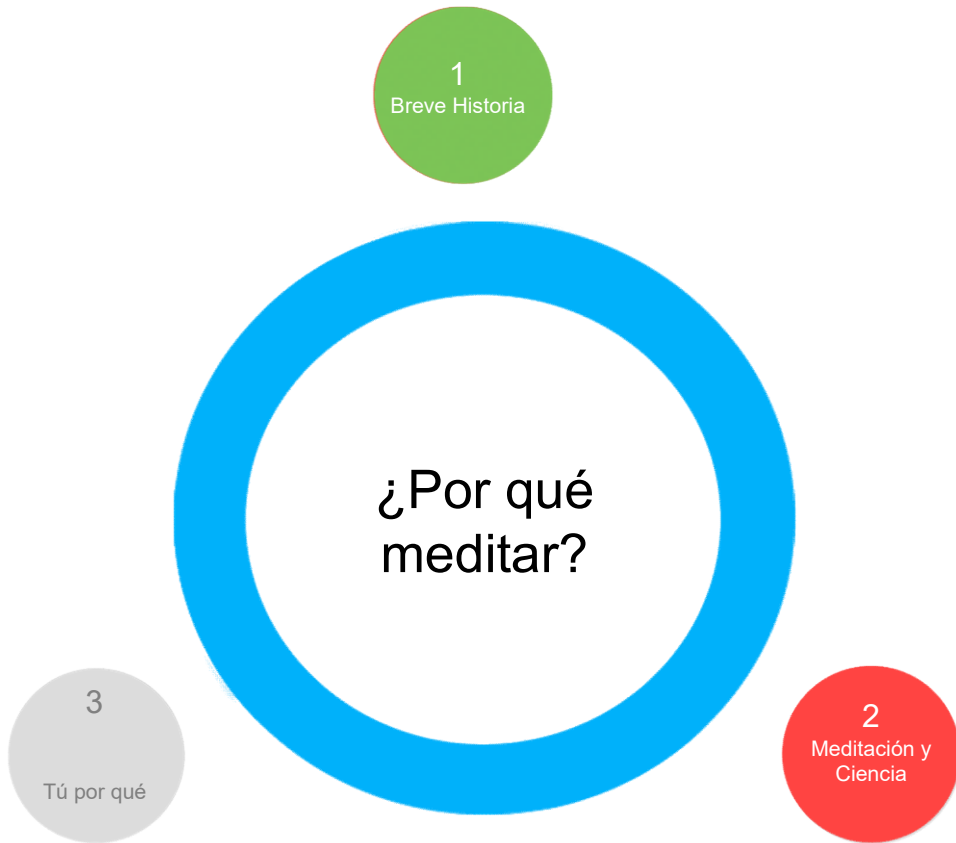 1
Breve Historia
¿Por qué
meditar?
3
Tú por qué
2
Meditación y
Ciencia